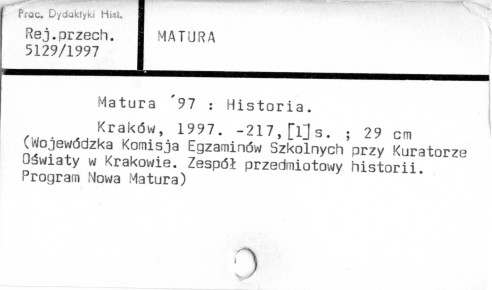 Prac. Dydaktyki Hist.
Rej.przech.
5129/1997
MATURA
Matura ´97 : Historia.
Kraków, 1997. -217,[1]s. ; 29 cm
(Wojewódzka Komisja Egzaminów Szkolnych przy Kuratorze
Oświaty w Krakowie. Zespół przedmiotowy historii.
Program Nowa Matura)